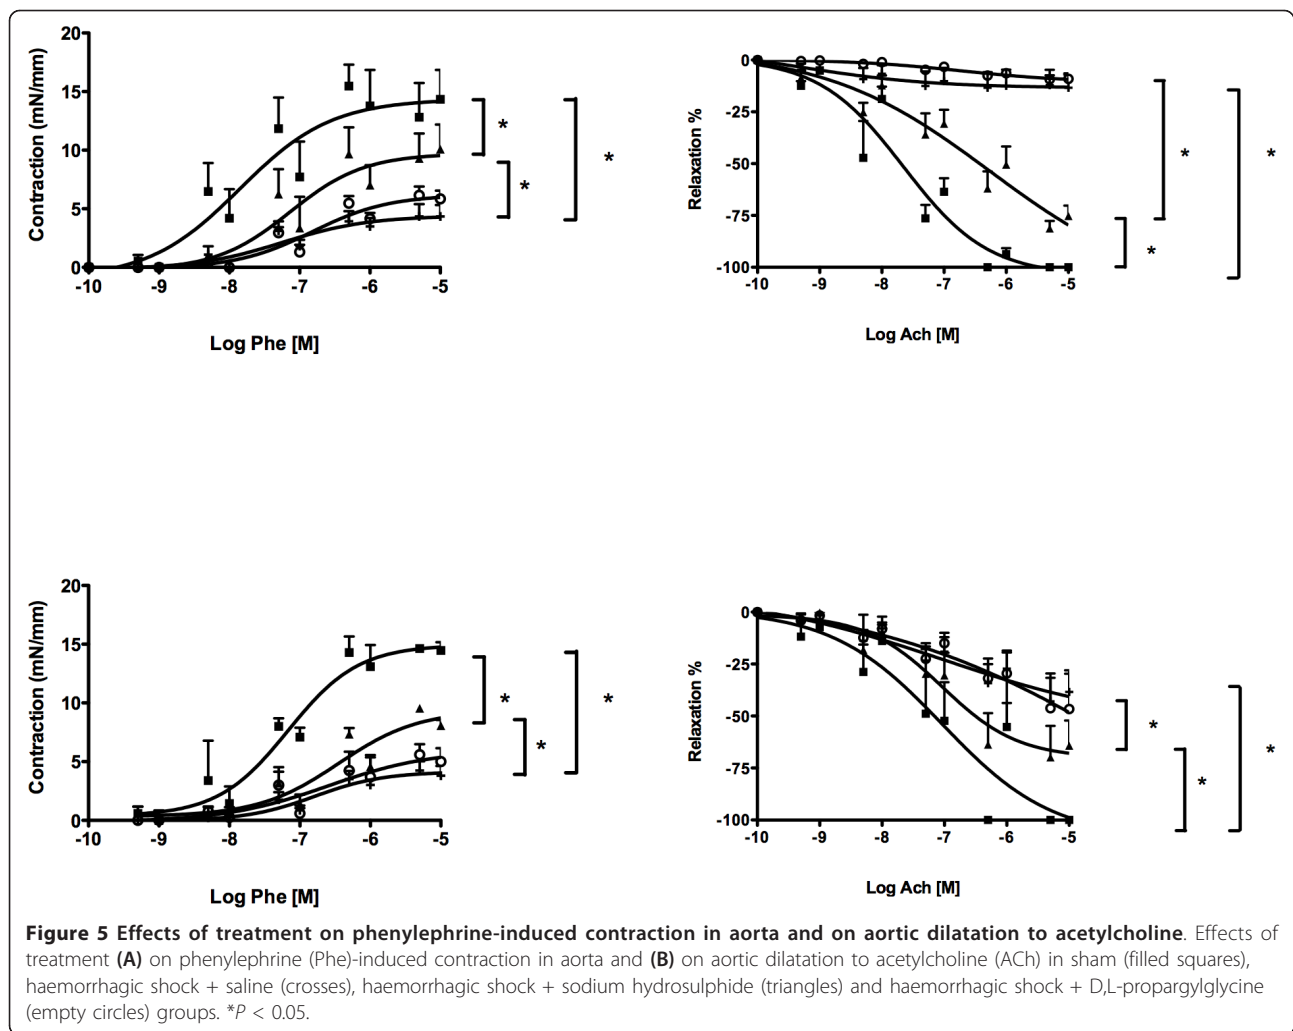 20
15
10
5
0
-10 -9 -8 -7 -6 -5
Contraction (mN/mm)
Log Phe [M]
*
*
*
0
-25
-50
-75
-100
-10 -9 -8 -7 -6 -5
Relaxation %
Log Ach [M]
*
*
*
20
15
10
5
0
-10 -9 -8 -7 -6 -5
Contraction (mN/mm)
Log Phe [M]
*
*
*
0
-25
-50
-75
-100
-10 -9 -8 -7 -6 -5
Relaxation %
Log Ach [M]
*
*
*
Figure 5 Effects of treatment on phenylephrine-induced contraction in aorta and on aortic dilatation to acetylcholine. Effects of
treatment (A) on phenylephrine (Phe)-induced contraction in aorta and (B) on aortic dilatation to acetylcholine (ACh) in sham (filled squares),
haemorrhagic shock + saline (crosses), haemorrhagic shock + sodium hydrosulphide (triangles) and haemorrhagic shock + D,L-propargylglycine
(empty circles) groups. *P < 0.05.